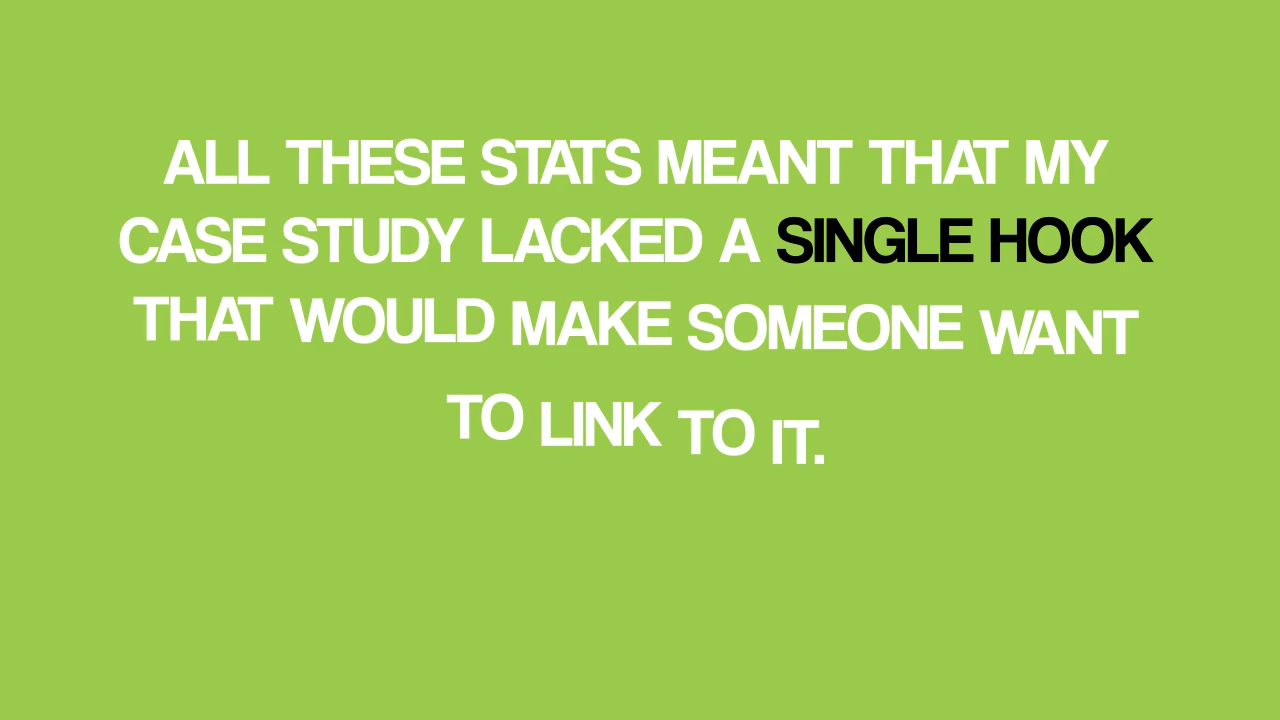 ALL THESE STATS MEANT THAT MY
CASE STUDY LACKED A SINGLE HOOK
THAT WOULD MAKE SOMEONE WANT
TO LINK TO IT.